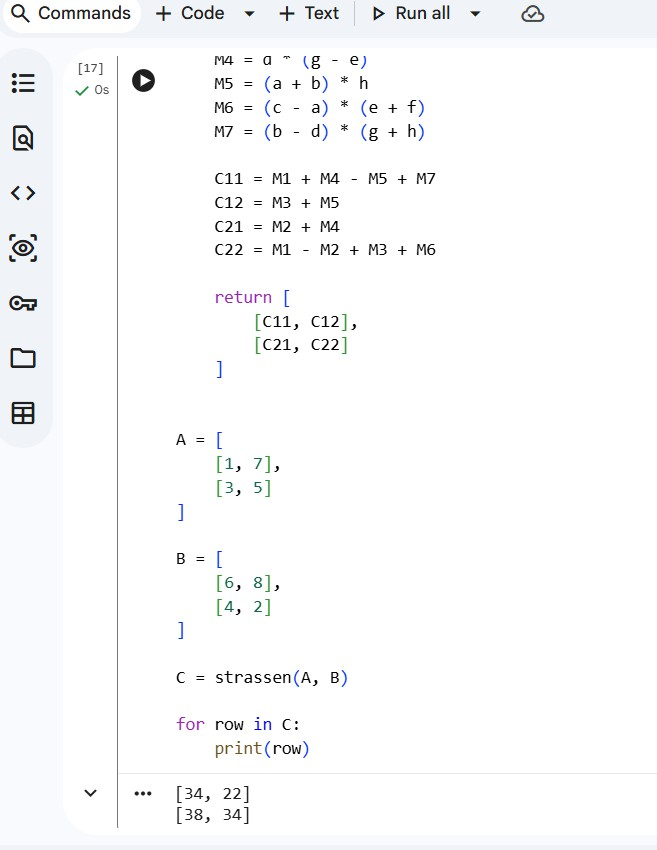 Commands + Code + Text Run all
[17]
0s
M4 = d * (g - e)
M5 = (a + b) * h
M6 = (c - a) * (e + f)
M7 = (b - d) * (g + h)
C11 = M1 + M4 - M5 + M7
C12 = M3 + M5
C21 = M2 + M4
C22 = M1 - M2 + M3 + M6
return [
[C11, C12],
[C21, C22]
]
A = [
[1, 7],
[3, 5]
]
B = [
[6, 8],
[4, 2]
]
C = strassen(A, B)
for row in C:
print(row)
[34, 22]
[38, 34]